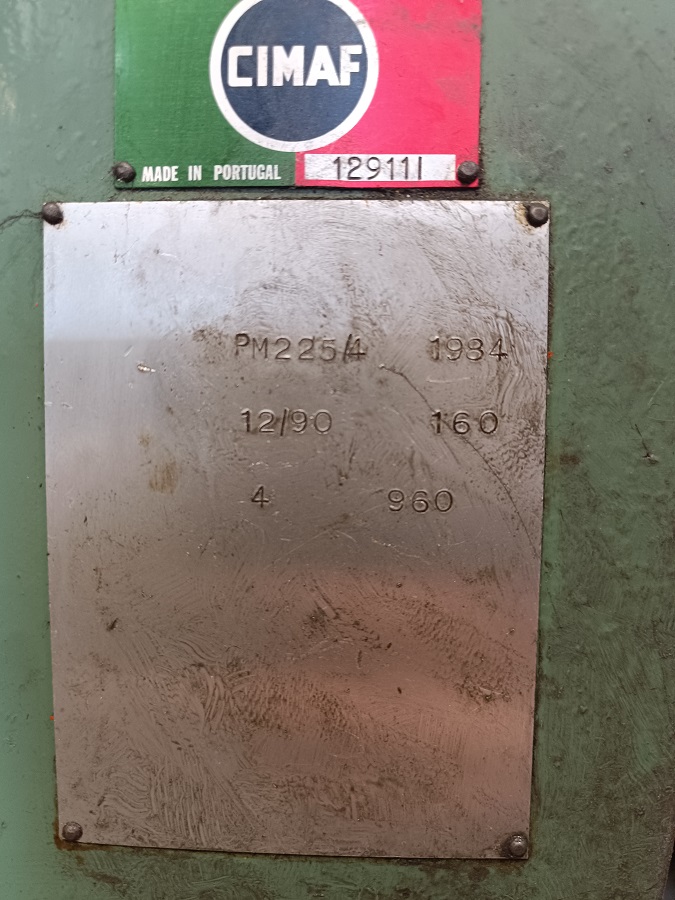 CIMAF
MADE IN PORTUGAL 129111
PM225/4 1984
12/90 160
4 960